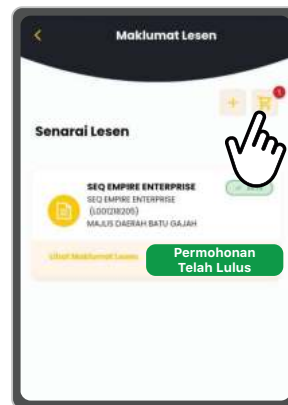 Maklumat Lesen
1
Senarai Lesen
SEQ EMPIRE ENTERPRISE
SEQ EMPIRE ENTERPRISE
(L001218205)
MAJLIS DAERAH BATU GAJAH
Lihat Maklumat Lesen
Permohonan
Telah Lulus